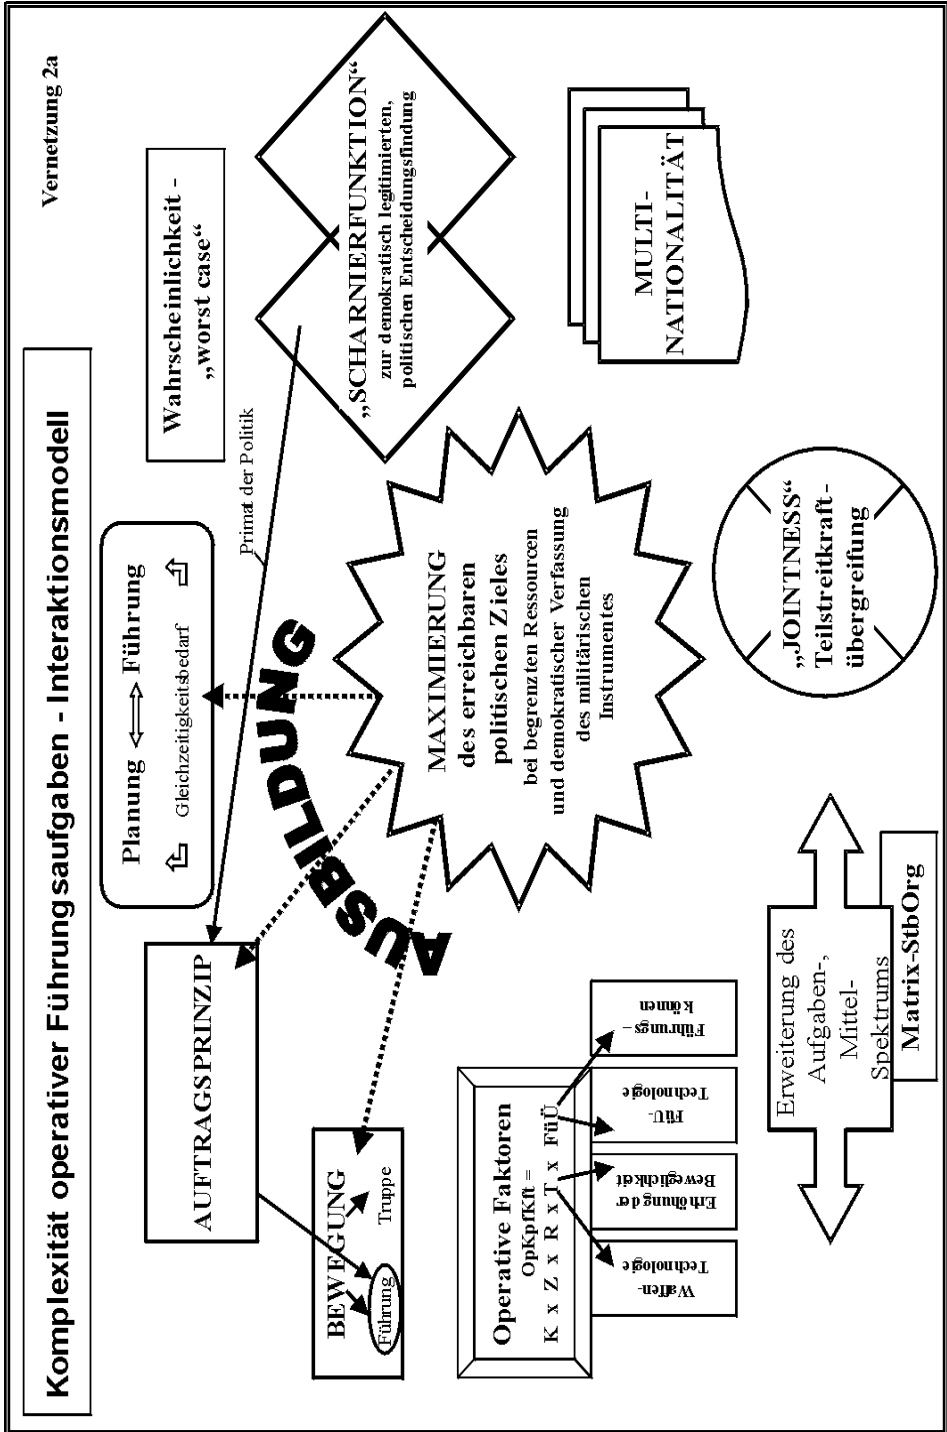 Vernetzung 2a
Komplexität operativer Führungsaufgaben - Interaktionsmodell
AUFTRAGSPRINZIP
Planung Führung
Gleichzeitigkeitsbedarf
Wahrscheinlichkeit -
„worst case“
Primat der Politik
AUSBILDUNG
BEWEGUNG
Führung Truppe
MAXIMIERUNG
des erreichbaren
politischen Zieles
bei begrenzten Ressourcen
und demokratischer Verfassung
des militärischen
Instrumentes
„SCHARNIERFUNKTION“
zur demokratisch legitimierten,
politischen Entscheidungsfindung
Operative Faktoren
OpKpfKft =
K x Z x R x T x FüÜ
Waffen-
Technologie
Erhöhung der
Beweglichkeit
FüU-
Technologie
Führungs-
können
MULTI-
NATIONALITÄT
„JOINTNESS“
Teilstreitkraft-
übergreifung
Erweiterung des
Aufgaben-,
Mittel-
Spektrums
Matrix-StbOrg